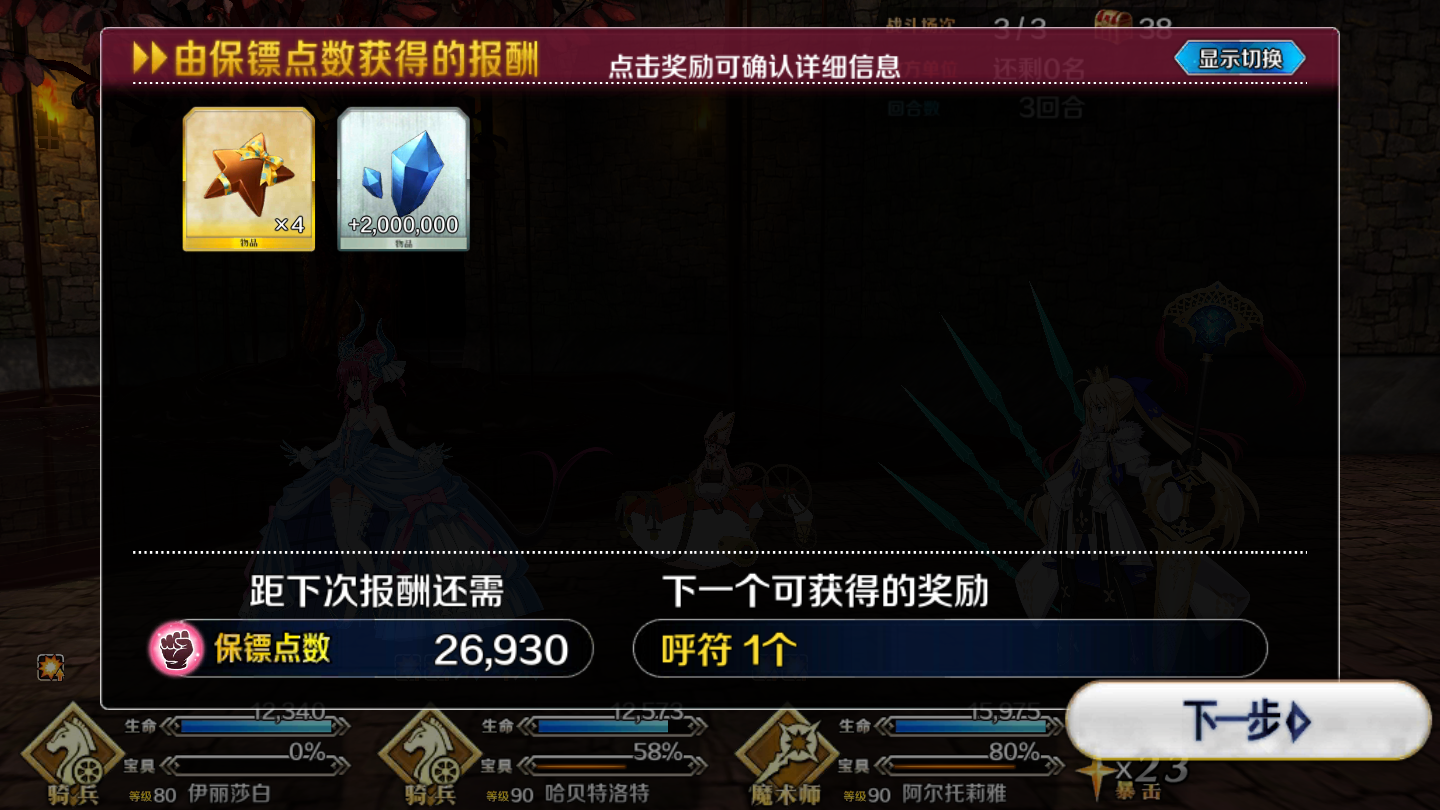 战斗场次 3/3 38
由保镖点数获得的报酬
点击奖励可确认详细信息
显示切换
还剩0名
回合数 3回合
×4
物品
+2,000,000
物品
距下次报酬还需
下一个可获得的奖励
保镖点数 26,930
呼符 1个
下一步
生命 12,340
宝具 0%
骑兵 等级80 伊丽莎白
生命 12,573
宝具 58%
骑兵 等级90 哈贝特洛特
生命 15,975
宝具 80%
魔术师 等级90 阿尔托莉雅
x23
暴击